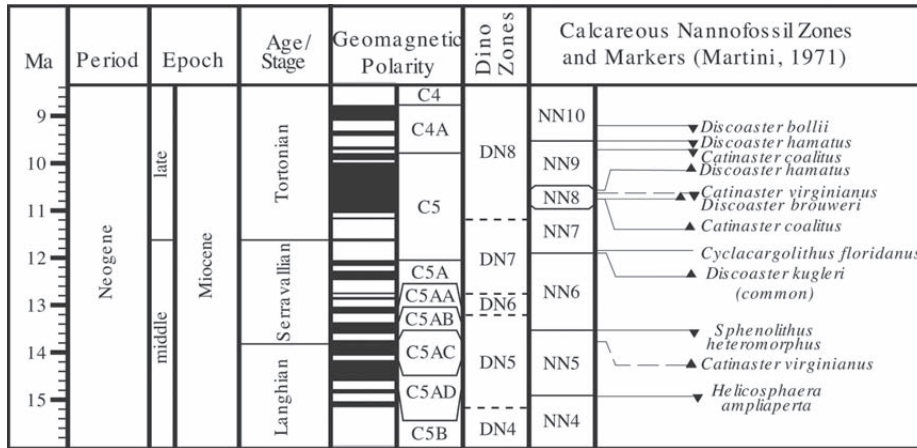 Ma
Period
Epoch
Age/
Stage
Geomagnetic
Polarity
Dino
Zones
Calcareous Nannofossil Zones
and Markers (Martini, 1971)
9
10
11
12
13
14
15
Neogene
late
middle
Miocene
Tortonian
Serravallian
Langhian
C4
C4A
C5
C5A
C5AA
C5AB
C5AC
C5AD
C5B
DN8
DN7
DN6
DN5
DN4
NN10
NN9
NN8
NN7
NN6
NN5
NN4
Discoaster bollii
Discoaster hamatus
Catinaster coalitus
Discoaster hamatus
Catinaster virginianus
Discoaster brouweri
Catinaster coalitus
Cyclacargolithus floridanus
Discoaster kugleri
(common)
Sphenolithus
heteromorphus
Catinaster virginianus
Helicosphaera
ampliaperta